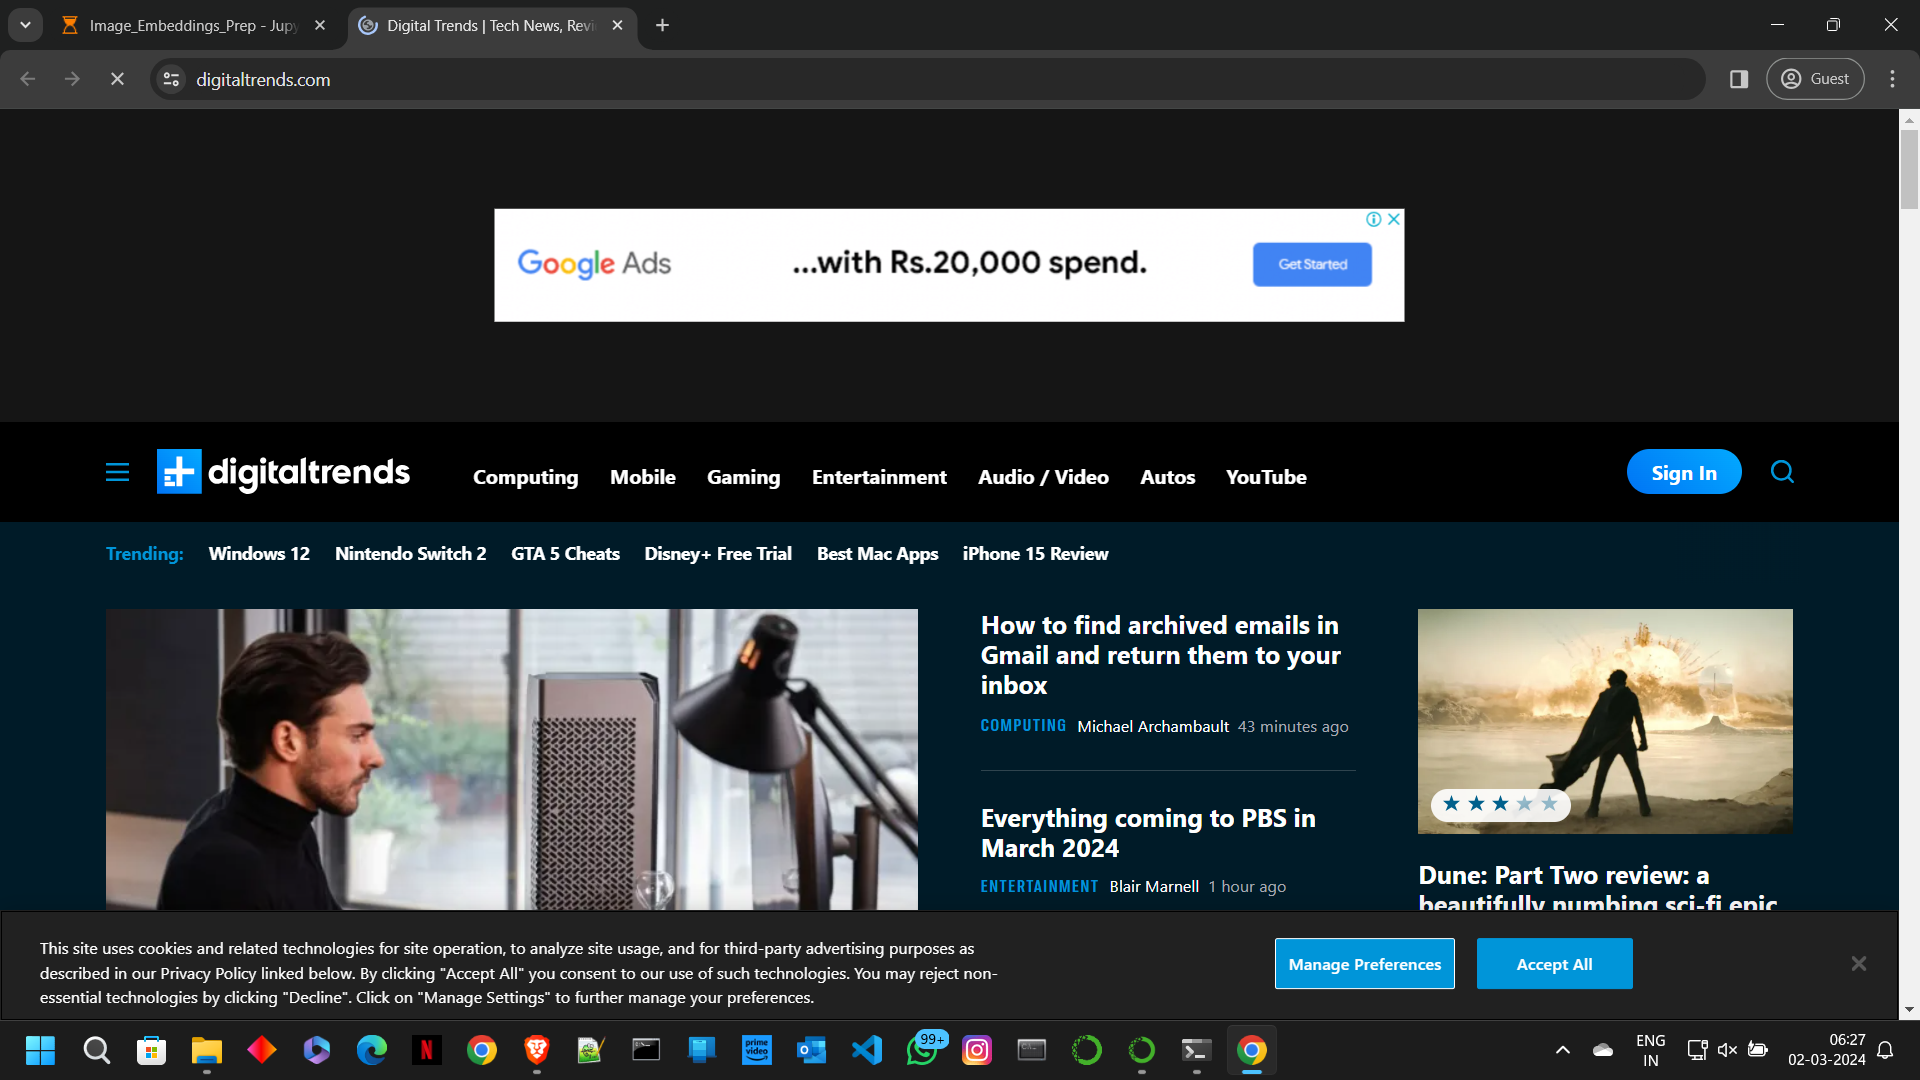 Image_Embeddings_Prep - Jupy
Digital Trends | Tech News, Revi
digitaltrends.com
Guest
Google Ads
...with Rs.20,000 spend.
Get Started
digitaltrends
Computing
Mobile
Gaming
Entertainment
Audio / Video
Autos
YouTube
Sign In
Trending:
Windows 12
Nintendo Switch 2
GTA 5 Cheats
Disney+ Free Trial
Best Mac Apps
iPhone 15 Review
How to find archived emails in
Gmail and return them to your
inbox
COMPUTING Michael Archambault 43 minutes ago
Everything coming to PBS in
March 2024
ENTERTAINMENT Blair Marnell 1 hour ago
Dune: Part Two review: a
beautifully numbing sci-fi epic
This site uses cookies and related technologies for site operation, to analyze site usage, and for third-party advertising purposes as
described in our Privacy Policy linked below. By clicking "Accept All" you consent to our use of such technologies. You may reject non-
essential technologies by clicking "Decline". Click on "Manage Settings" to further manage your preferences.
Manage Preferences
Accept All
N
prime
video
99+
ENG
IN
06:27
02-03-2024